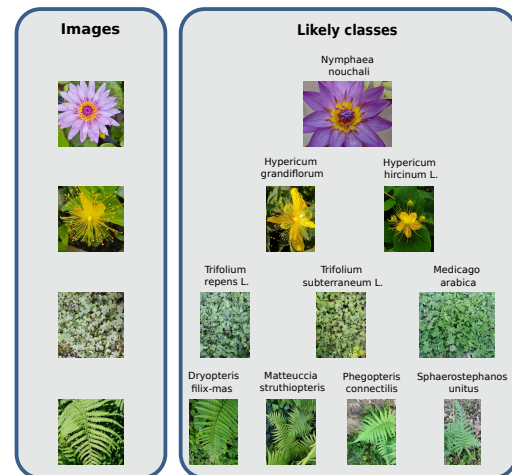 Images
Likely classes
Nymphaea
nouchali
Hypericum
grandiflorum
Hypericum
hircinum L.
Trifolium
repens L.
Trifolium
subterraneum L.
Medicago
arabica
Dryopteris
filix-mas
Matteuccia
struthiopteris
Phegopteris
connectilis
Sphaerostephanos
unitus